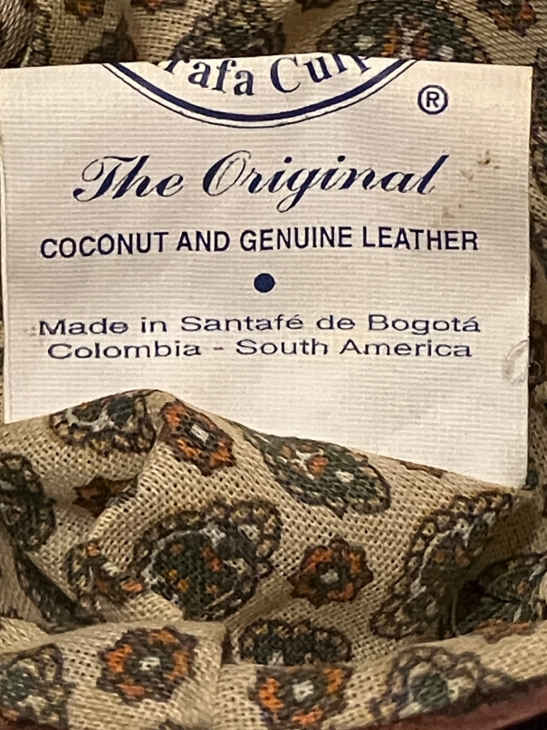 ®
The Original
COCONUT AND GENUINE LEATHER
Made in Santafé de Bogotá
Colombia - South America